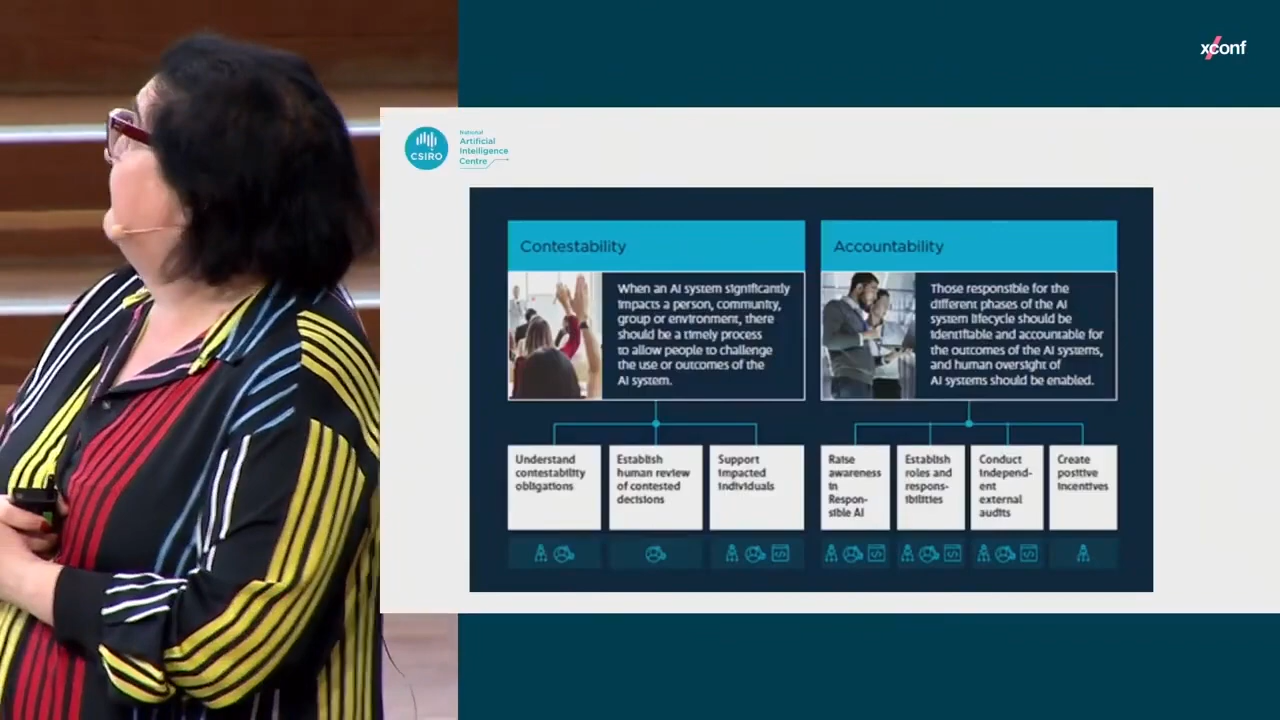 xconf
CSIRO
National
Artificial
Intelligence
Centre
Contestability
When an AI system significantly
impacts a person, community,
group or environment, there
should be a timely process
to allow people to challenge
the use or outcomes of the
AI system.
Understand
contestability
obligations
Establish
human review
of contested
decisions
Support
impacted
individuals
Accountability
Those responsible for the
different phases of the AI
system lifecycle should be
identifiable and accountable for
the outcomes of the AI systems,
and human oversight of
AI systems should be enabled.
Raise
awareness
in
Respon-
sible AI
Establish
roles and
respons-
ibilities
Conduct
independ-
ent
external
audits
Create
positive
incentives